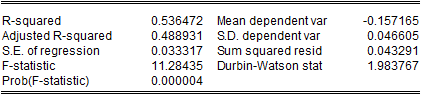 R-squared 0.536472 Mean dependent var -0.157165
Adjusted R-squared 0.488931 S.D. dependent var 0.046605
S.E. of regression 0.033317 Sum squared resid 0.043291
F-statistic 11.28435 Durbin-Watson stat 1.983767
Prob(F-statistic) 0.000004